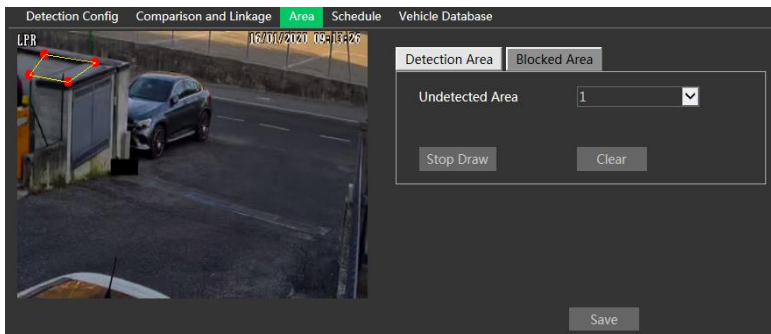 Detection Config Comparison and Linkage Area Schedule Vehicle Database
LPR 16/01/2020 09:13:26
Detection Area Blocked Area
Undetected Area 1
Stop Draw Clear
Save